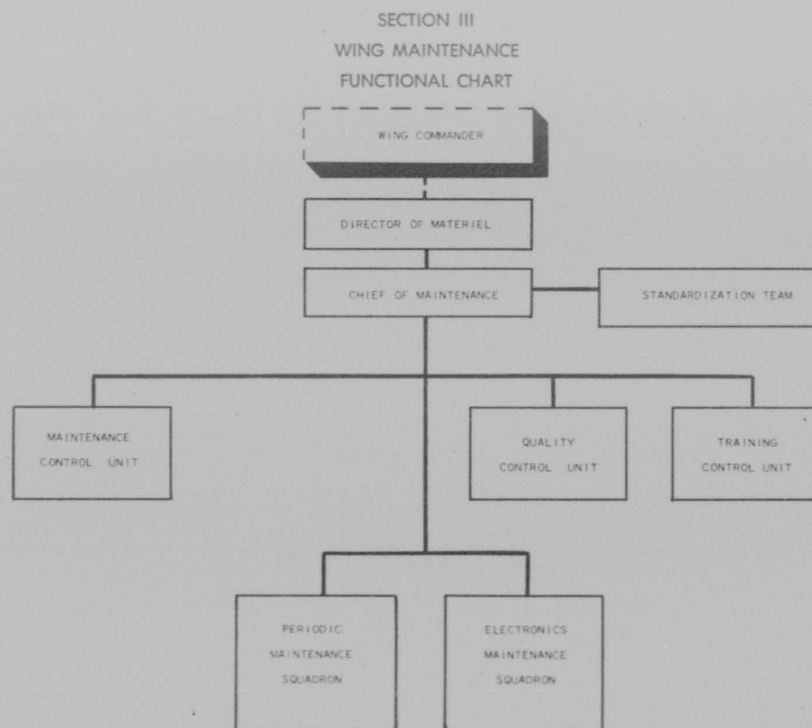 SECTION III
WING MAINTENANCE
FUNCTIONAL CHART
WING COMMANDER
DIRECTOR OF MATERIEL
CHIEF OF MAINTENANCE
STANDARDIZATION TEAM
MAINTENANCE
CONTROL UNIT
QUALITY
CONTROL UNIT
TRAINING
CONTROL UNIT
PERIODIC
MAINTENANCE
SQUADRON
ELECTRONICS
MAINTENANCE
SQUADRON